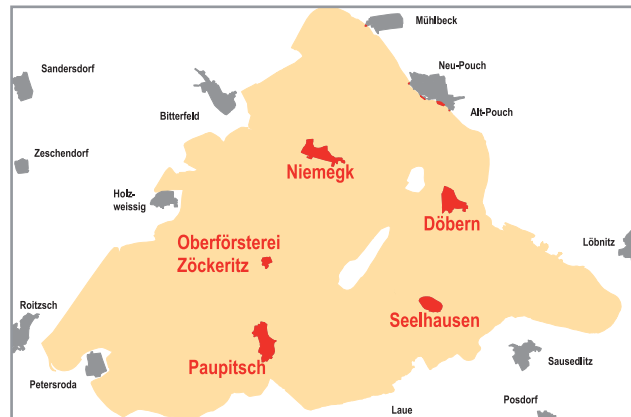 Mühlbeck
Sandersdorf
Neu-Pouch
Bitterfeld
Alt-Pouch
Zeschendorf
Niemegk
Holz-
weissig
Döbern
Oberförsterei
Zöckeritz
Löbnitz
Roitzsch
Seelhausen
Paupitsch
Sausedlitz
Petersroda
Laue
Posdorf